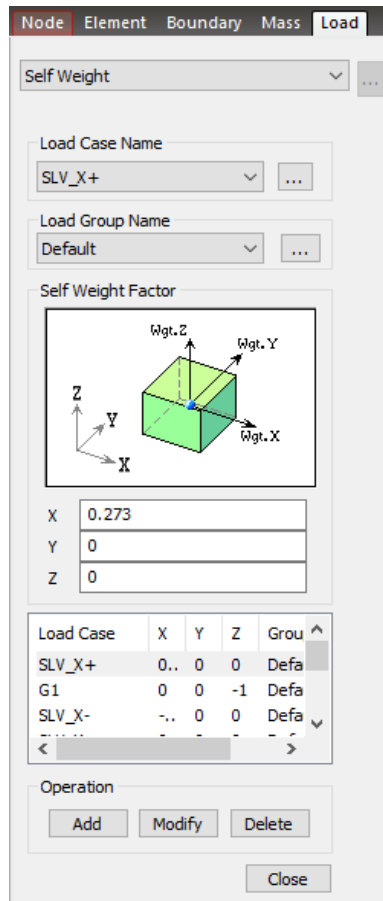 Node Element Boundary Mass Load
Self Weight
...
Load Case Name
SLV_X+
...
Load Group Name
Default
...
Self Weight Factor
Wgt.Z
Wgt.Y
Z
Y
Wgt.X
X
X 0.273
Y 0
Z 0
Load Case X Y Z Grou
SLV_X+ 0.. 0 0 Defa
G1 0 0 -1 Defa
SLV_X- -.. 0 0 Defa
Operation
Add Modify Delete
Close